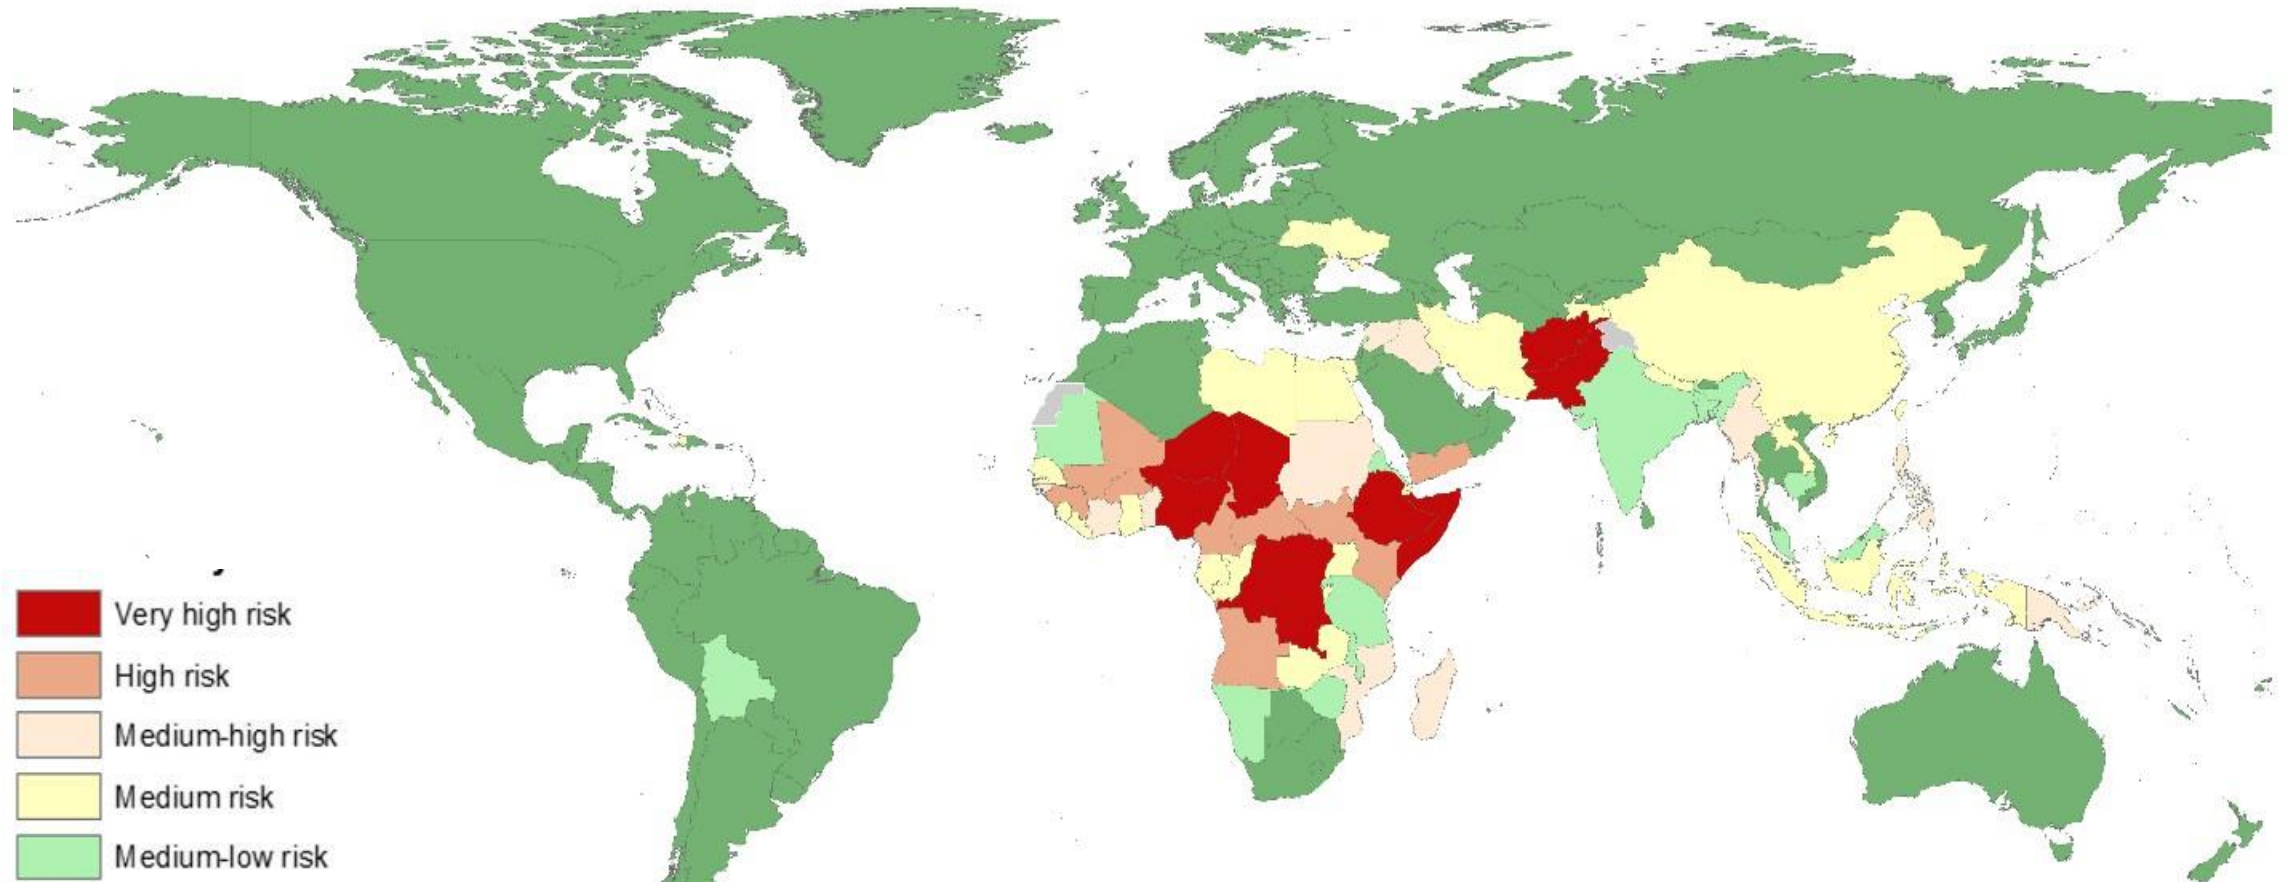 Very high risk
High risk
Medium-high risk
Medium risk
Medium-low risk